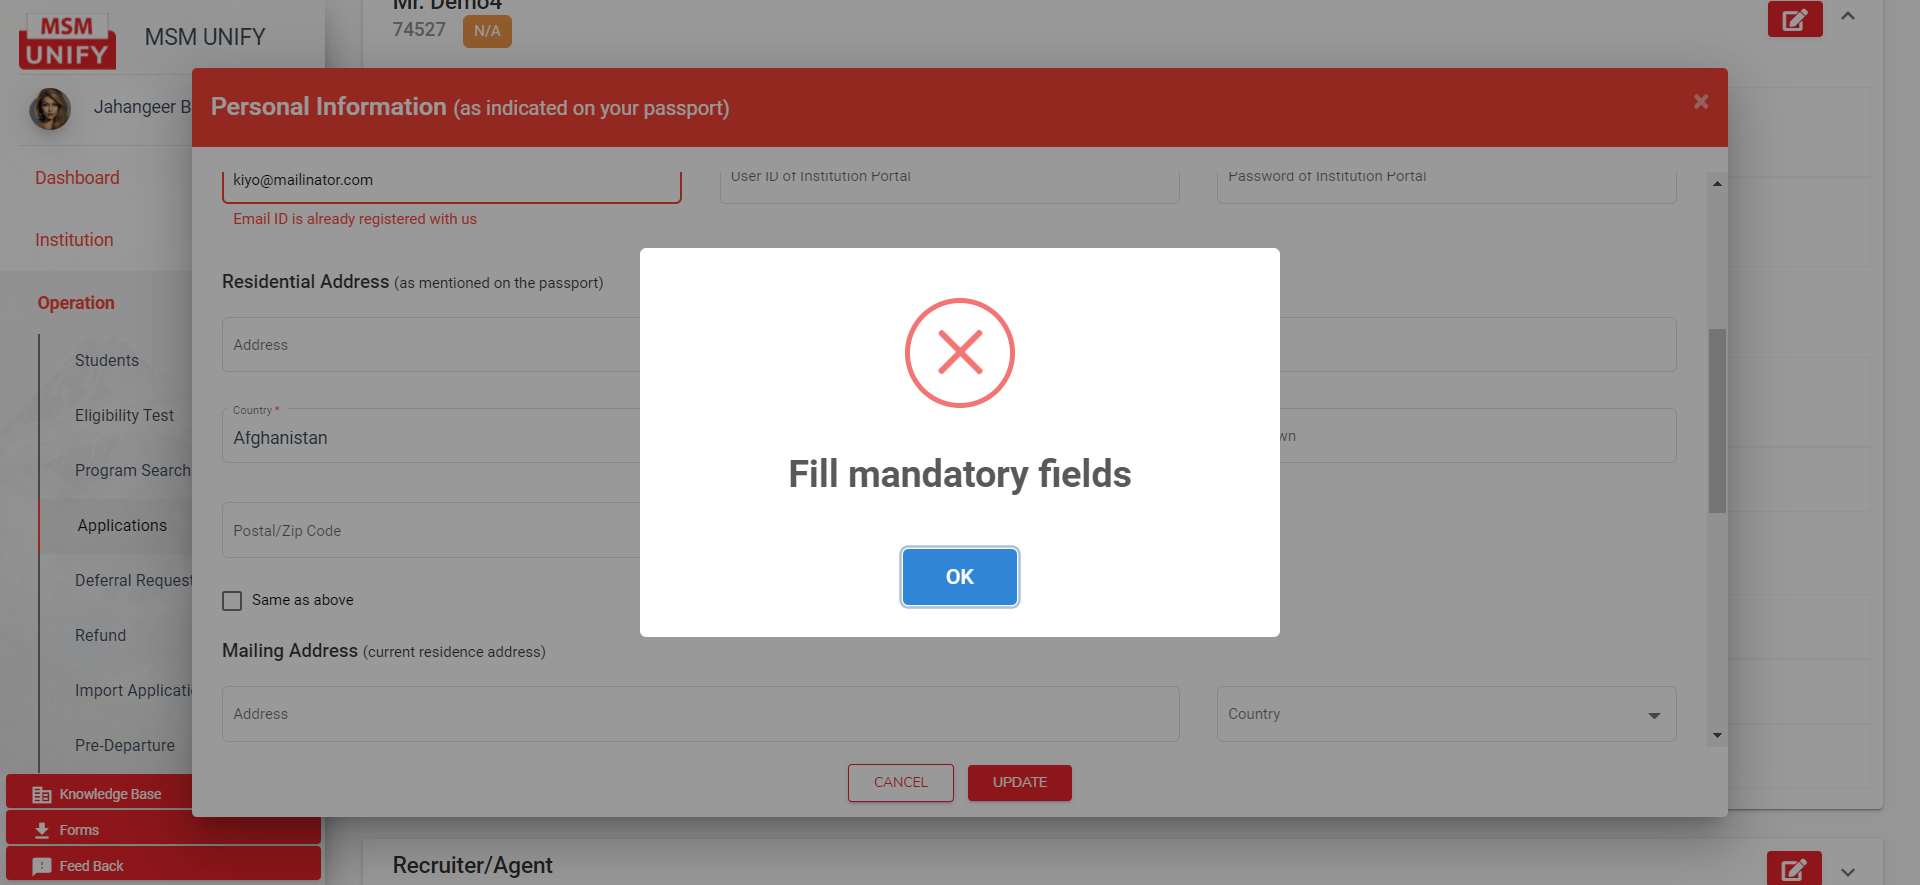 Mr. Demo4
74527 N/A
MSM UNIFY
MSM UNIFY
Jahangeer B
Dashboard
Institution
Operation
Students
Eligibility Test
Program Search
Applications
Deferral Request
Refund
Import Applicati
Pre-Departure
Knowledge Base
Forms
Feed Back
Personal Information (as indicated on your passport)
kiyo@mailinator.com
User ID of Institution Portal
Password of Institution Portal
Email ID is already registered with us
Residential Address (as mentioned on the passport)
Address
Country *
Afghanistan
wn
Postal/Zip Code
Same as above
Mailing Address (current residence address)
Address
Country
CANCEL
UPDATE
Fill mandatory fields
OK
Recruiter/Agent